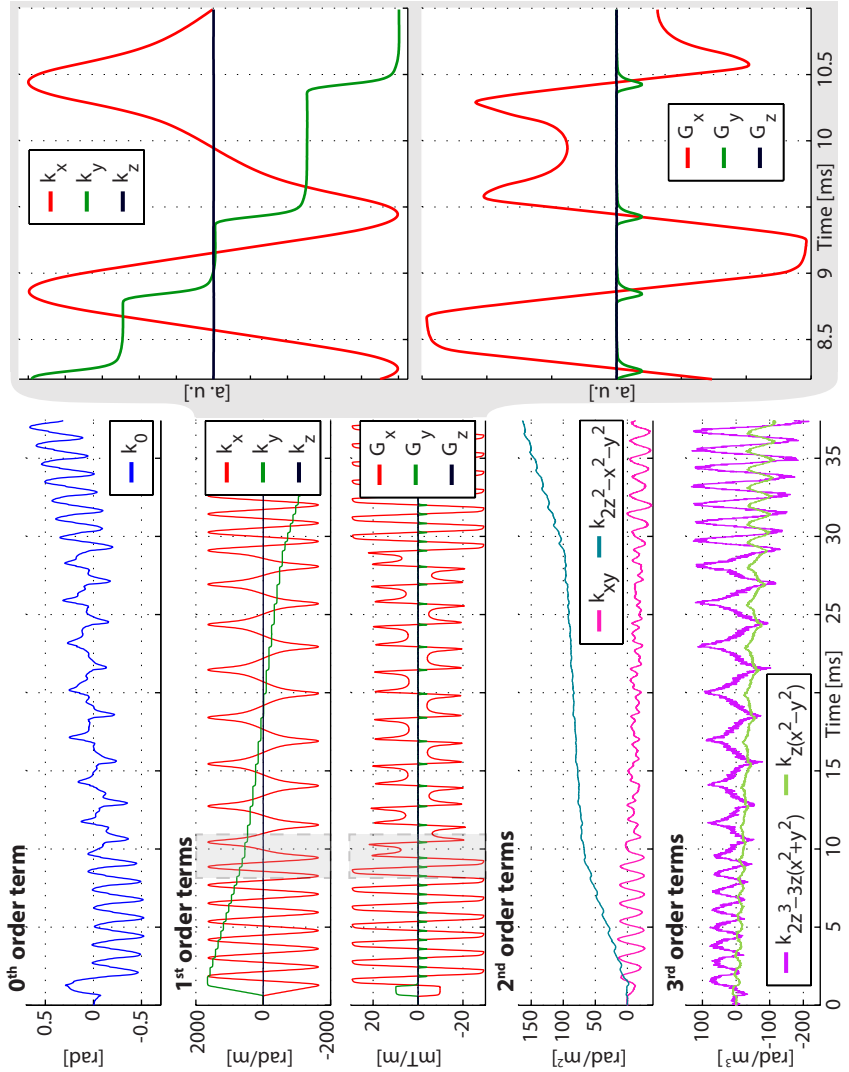 0th order term
[rad]
0.5
0
-0.5
k0
1st order terms
[rad/m]
2000
0
-2000
kx
ky
kz
[mT/m]
20
0
-20
Gx
Gy
Gz
2nd order terms
[rad/m2]
150
100
50
0
kxy
k2z2−x2−y2
3rd order terms
[rad/m3]
100
0
-100
-200
k2z3−3z(x2+y2)
kz(x2−y2)
0
5
10
15
20
25
30
35
Time [ms]
[a. u.]
kx
ky
kz
[a. u.]
Gx
Gy
Gz
8.5
9
Time [ms]
10
10.5